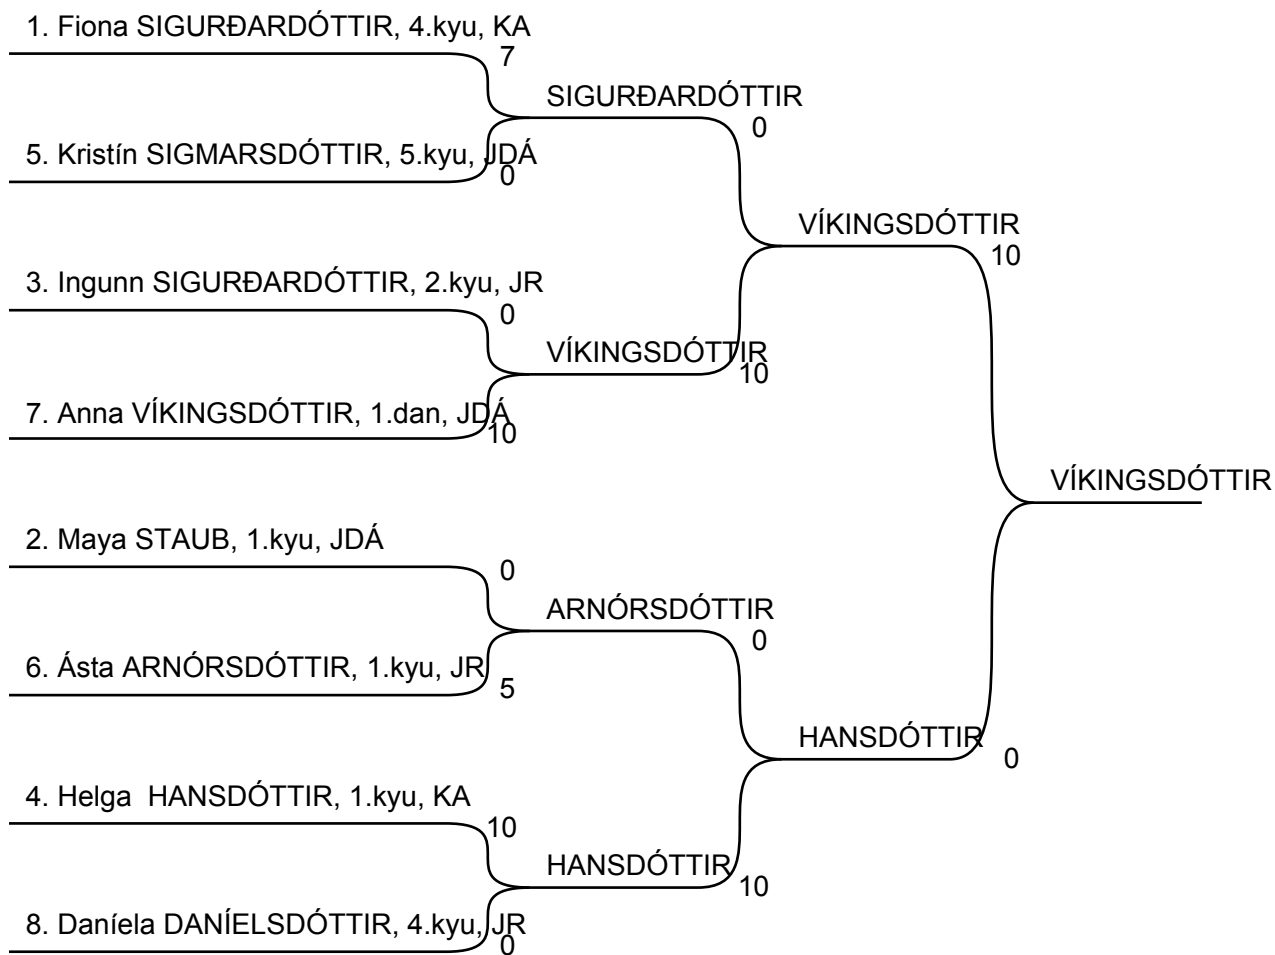 1. Fiona SIGURÐARDÓTTIR, 4.kyu, KA
7
SIGURÐARDÓTTIR
0
5. Kristín SIGMARSDÓTTIR, 5.kyu, JDÁ
0
VÍKINGSDÓTTIR
10
3. Ingunn SIGURÐARDÓTTIR, 2.kyu, JR
0
VÍKINGSDÓTTIR
10
7. Anna VÍKINGSDÓTTIR, 1.dan, JDÁ
10
VÍKINGSDÓTTIR
2. Maya STAUB, 1.kyu, JDÁ
0
ARNÓRSDÓTTIR
0
6. Ásta ARNÓRSDÓTTIR, 1.kyu, JR
5
HANSDÓTTIR
0
4. Helga  HANSDÓTTIR, 1.kyu, KA
10
HANSDÓTTIR
10
8. Daníela DANÍELSDÓTTIR, 4.kyu, JR
0